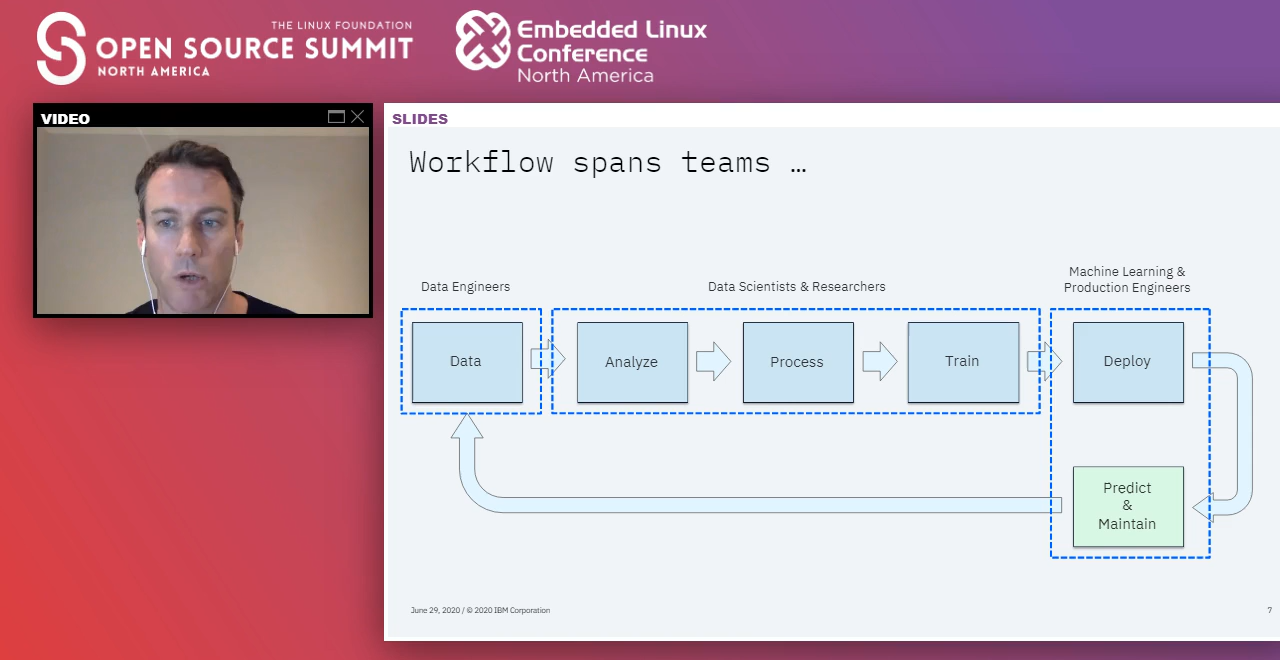 THE LINUX FOUNDATION
OPEN SOURCE SUMMIT
NORTH AMERICA
Embedded Linux
Conference
North America
VIDEO
SLIDES
Workflow spans teams …
Data Engineers
Data Scientists & Researchers
Machine Learning &
Production Engineers
Data
Analyze
Process
Train
Deploy
Predict
&
Maintain
June 29, 2020 / © 2020 IBM Corporation
7